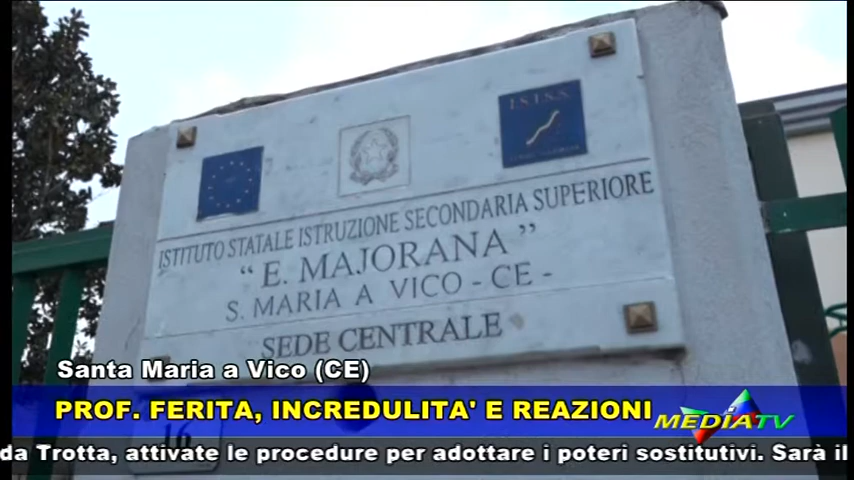 I.S.I.S.S.
ISTITUTO STATALE ISTRUZIONE SECONDARIA SUPERIORE
“ E. MAJORANA ”
S. MARIA A VICO - CE -
SEDE CENTRALE
Santa Maria a Vico (CE)
PROF. FERITA, INCREDULITA' E REAZIONI
MEDIATV
16
da Trotta, attivate le procedure per adottare i poteri sostitutivi. Sarà il